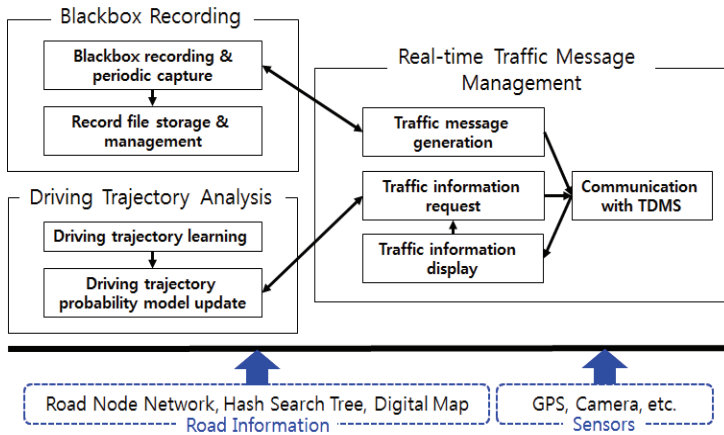 Blackbox Recording
Blackbox recording &
periodic capture
Record file storage &
management
Driving Trajectory Analysis
Driving trajectory learning
Driving trajectory
probability model update
Real-time Traffic Message
Management
Traffic message
generation
Traffic information
request
Traffic information
display
Communication
with TDMS
Road Node Network, Hash Search Tree, Digital Map
Road Information
GPS, Camera, etc.
Sensors